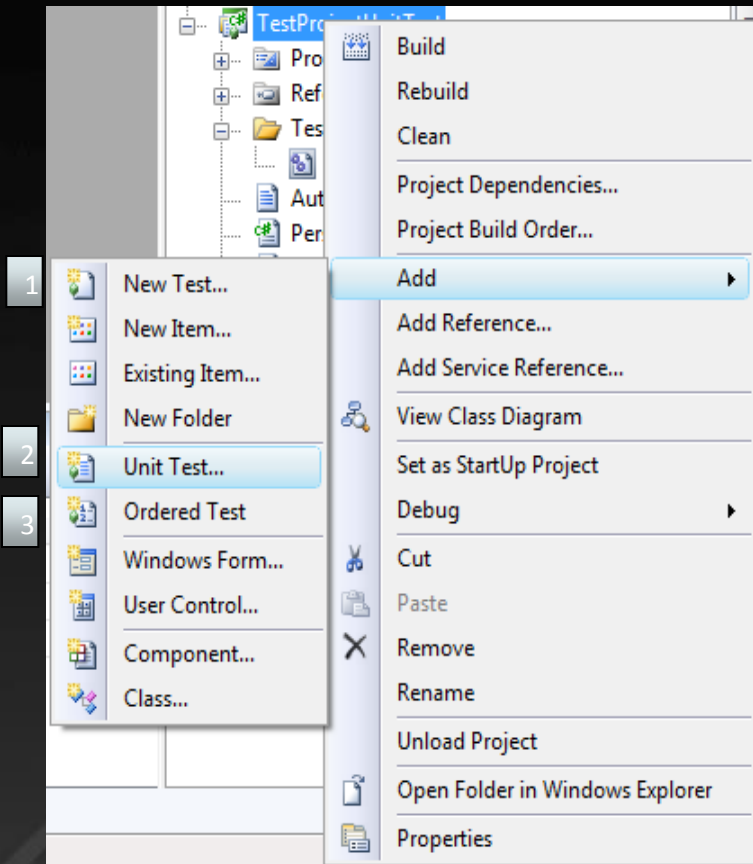 Build
Rebuild
Clean
Project Dependencies...
Project Build Order...
Add
Add Reference...
Add Service Reference...
View Class Diagram
Set as StartUp Project
Debug
Cut
Paste
Remove
Rename
Unload Project
Open Folder in Windows Explorer
Properties
1
New Test...
New Item...
Existing Item...
New Folder
2
Unit Test...
3
Ordered Test
Windows Form...
User Control...
Component...
Class...